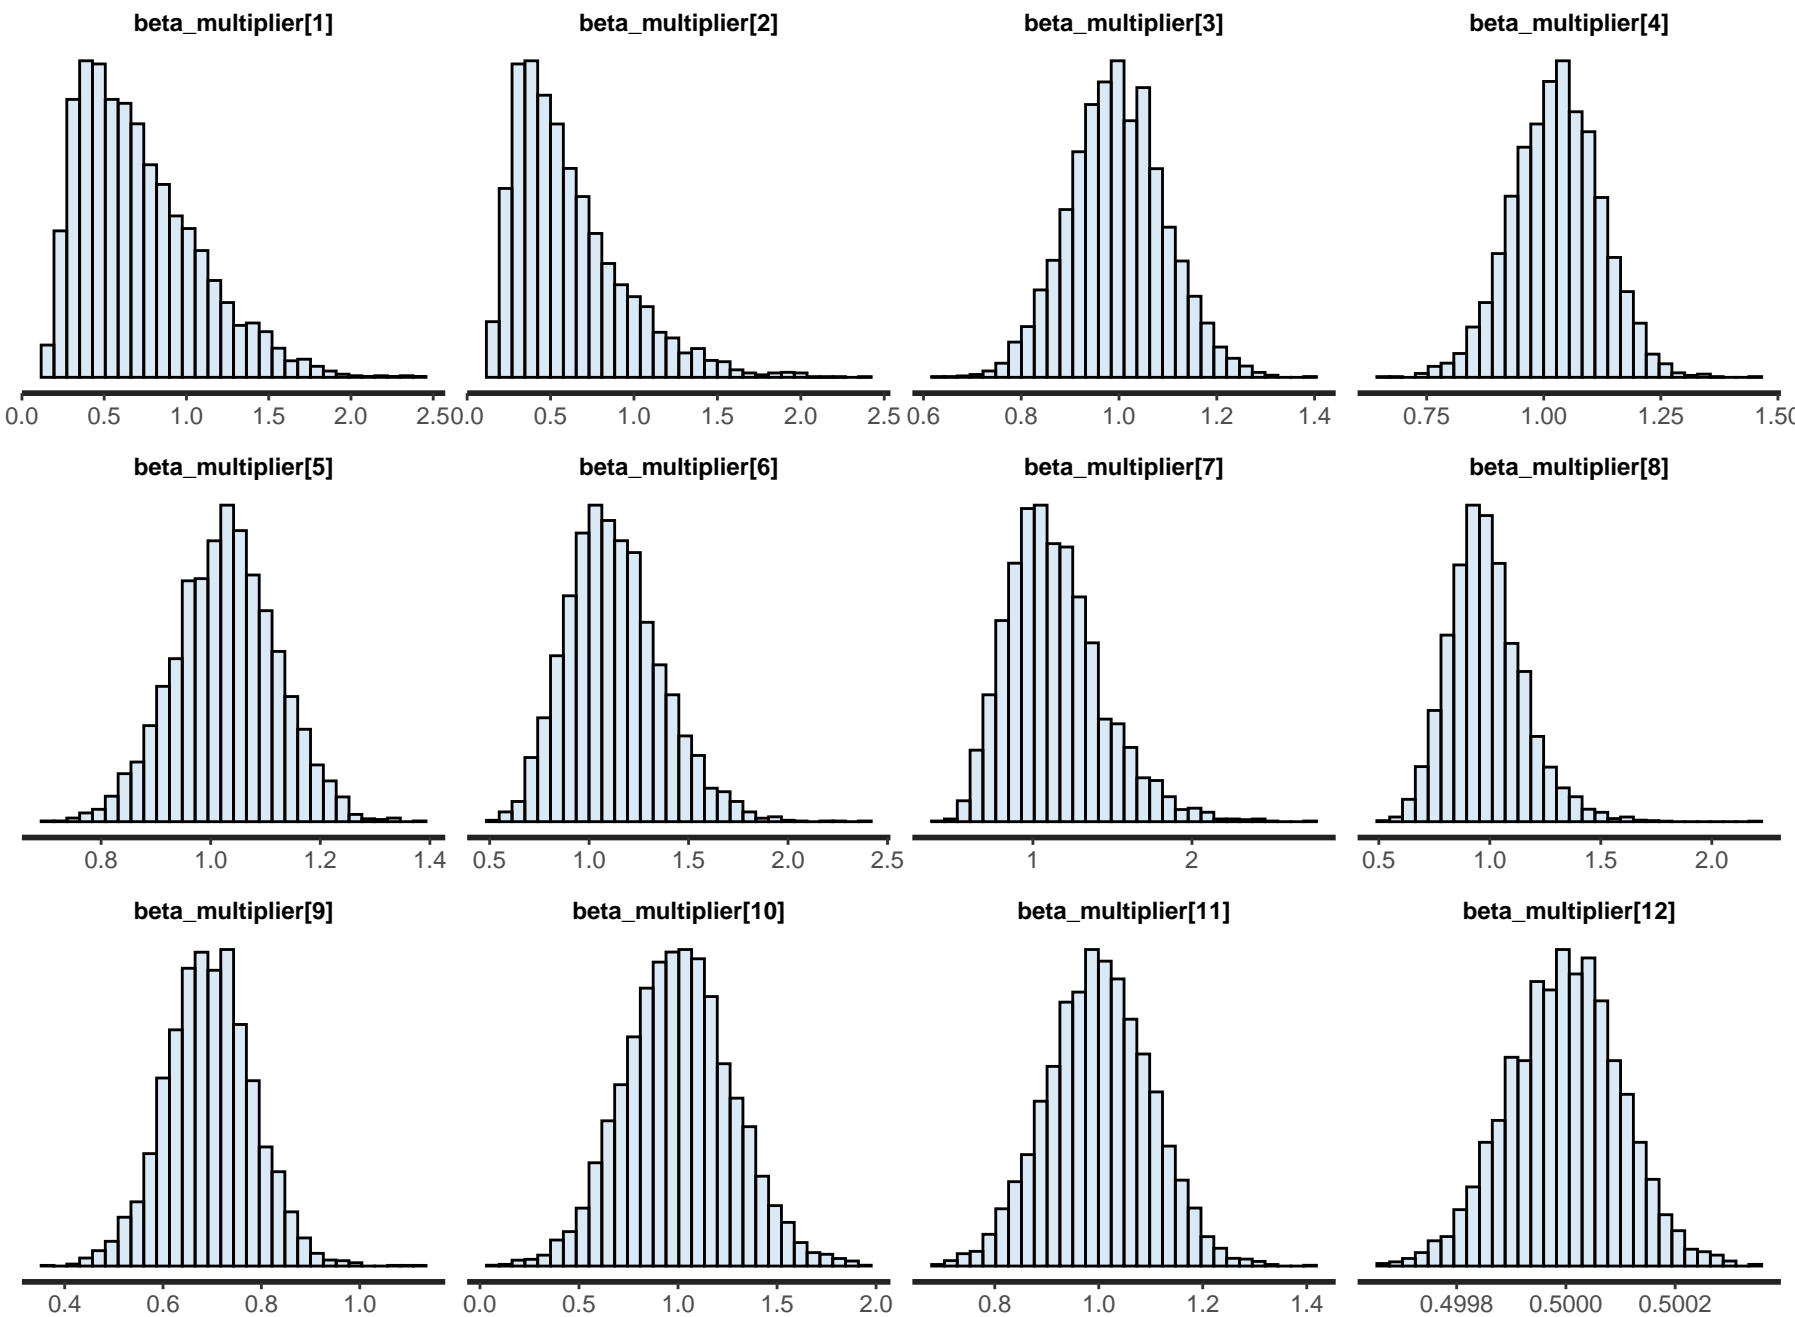 beta_multiplier[1] beta_multiplier[2] beta_multiplier[3] beta_multiplier[4]
0.0 0.5 1.0 1.5 2.0 2.5 0.0 0.5 1.0 1.5 2.0 2.5 0.6 0.8 1.0 1.2 1.4 0.75 1.00 1.25 1.50
beta_multiplier[5] beta_multiplier[6] beta_multiplier[7] beta_multiplier[8]
0.8 1.0 1.2 1.4 0.5 1.0 1.5 2.0 2.5 1 2 0.5 1.0 1.5 2.0
beta_multiplier[9] beta_multiplier[10] beta_multiplier[11] beta_multiplier[12]
0.4 0.6 0.8 1.0 0.0 0.5 1.0 1.5 2.0 0.8 1.0 1.2 1.4 0.4998 0.5000 0.5002